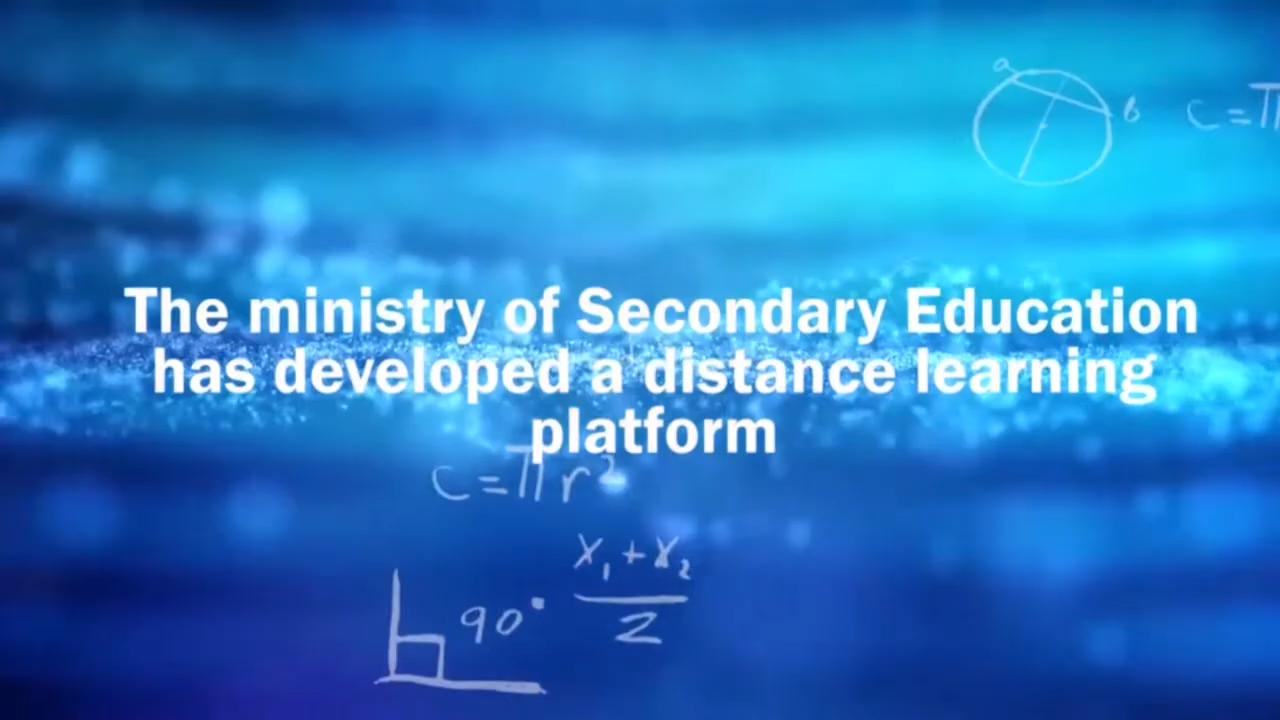 a
b
c=π
The ministry of Secondary Education
has developed a distance learning
platform
c=πr²
x₁+x₂
2
90°